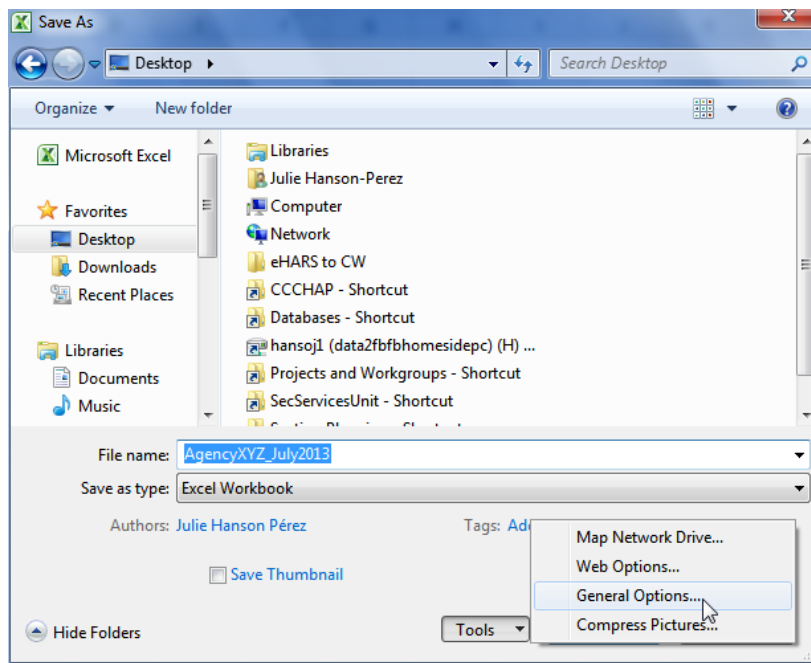 Save As
Desktop
Search Desktop
Organize
New folder
Microsoft Excel
Favorites
Desktop
Downloads
Recent Places
Libraries
Documents
Music
Libraries
Julie Hanson-Perez
Computer
Network
eHARS to CW
CCCHAP - Shortcut
Databases - Shortcut
hansoj1 (data2fbfbhomesidepc) (H) ...
Projects and Workgroups - Shortcut
SecServicesUnit - Shortcut
File name: AgencyXYZ_July2013
Save as type: Excel Workbook
Authors: Julie Hanson Pérez
Tags:
Save Thumbnail
Map Network Drive...
Web Options...
General Options...
Compress Pictures...
Hide Folders
Tools